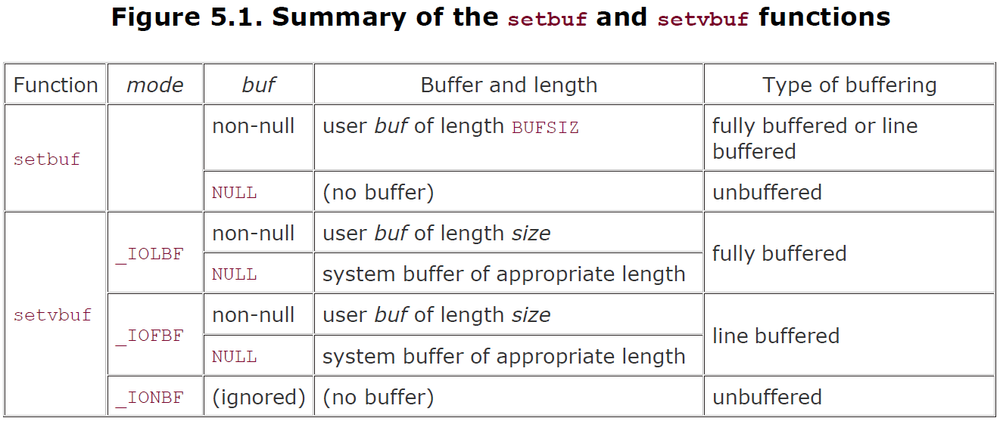 Figure 5.1. Summary of the setbuf and setvbuf functions
Function mode buf Buffer and length Type of buffering
setbuf
non-null user buf of length BUFSIZ fully buffered or line
buffered
NULL (no buffer) unbuffered
setvbuf
_IOLBF
non-null user buf of length size
fully buffered
NULL system buffer of appropriate length
_IOFBF
non-null user buf of length size
line buffered
NULL system buffer of appropriate length
_IONBF (ignored) (no buffer) unbuffered